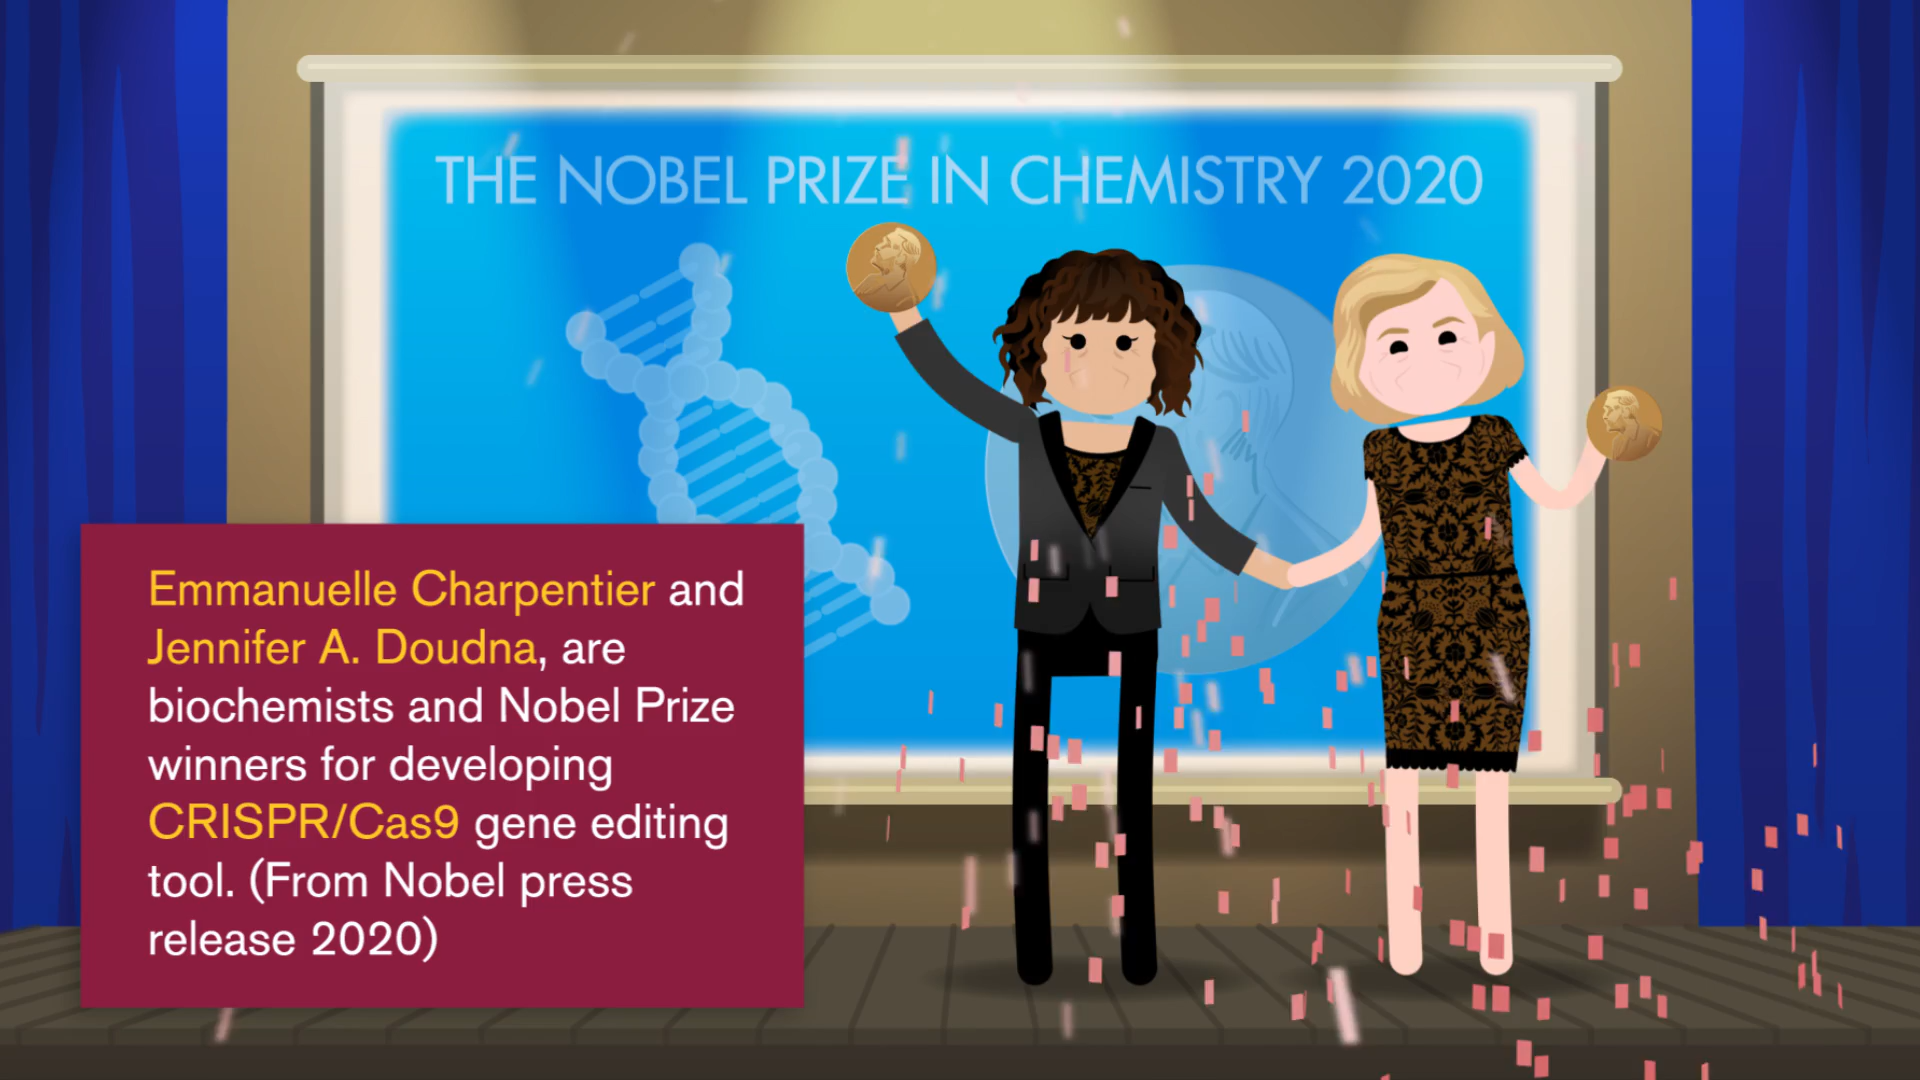 THE NOBEL PRIZE IN CHEMISTRY 2020
Emmanuelle Charpentier and
Jennifer A. Doudna, are
biochemists and Nobel Prize
winners for developing
CRISPR/Cas9 gene editing
tool. (From Nobel press
release 2020)